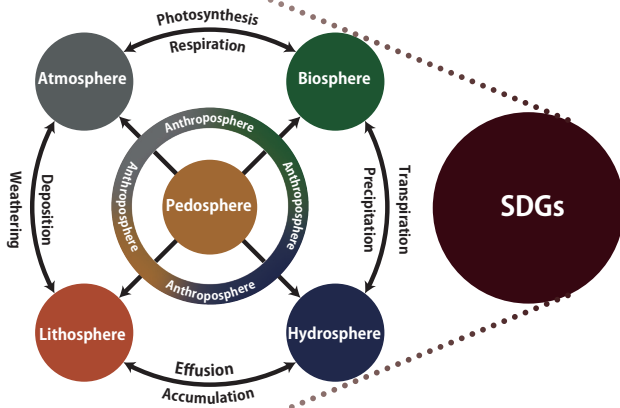 Photosynthesis
Respiration
Atmosphere
Biosphere
Anthroposphere
Anthroposphere
Anthroposphere
Anthroposphere
Pedosphere
Weathering
Deposition
Precipitation
Transpiration
SDGs
Lithosphere
Hydrosphere
Effusion
Accumulation